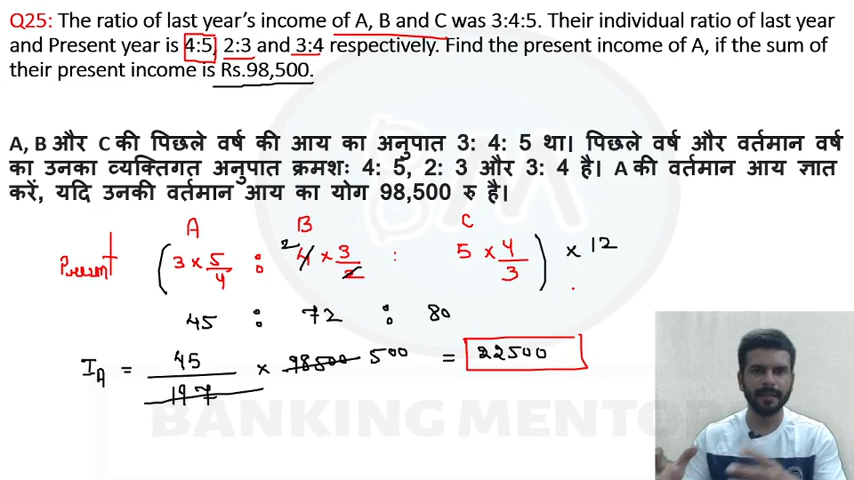 Q25: The ratio of last year's income of A, B and C was 3:4:5. Their individual ratio of last year
and Present year is 4:5, 2:3 and 3:4 respectively. Find the present income of A, if the sum of
their present income is Rs.98,500.
A, B और C की पिछले वर्ष की आय का अनुपात 3: 4: 5 था। पिछले वर्ष और वर्तमान वर्ष
का उनका व्यक्तिगत अनुपात क्रमशः 4: 5, 2: 3 और 3: 4 है। A की वर्तमान आय ज्ञात
करें, यदि उनकी वर्तमान आय का योग 98,500 रु है।
A B C
Present (3 × 5/4 : 2 4 × 3/2 : 5 × 4/3) × 12
45 : 72 : 80
I_A = 45/197 × 98500 500 = 22500
BANKING MENTO